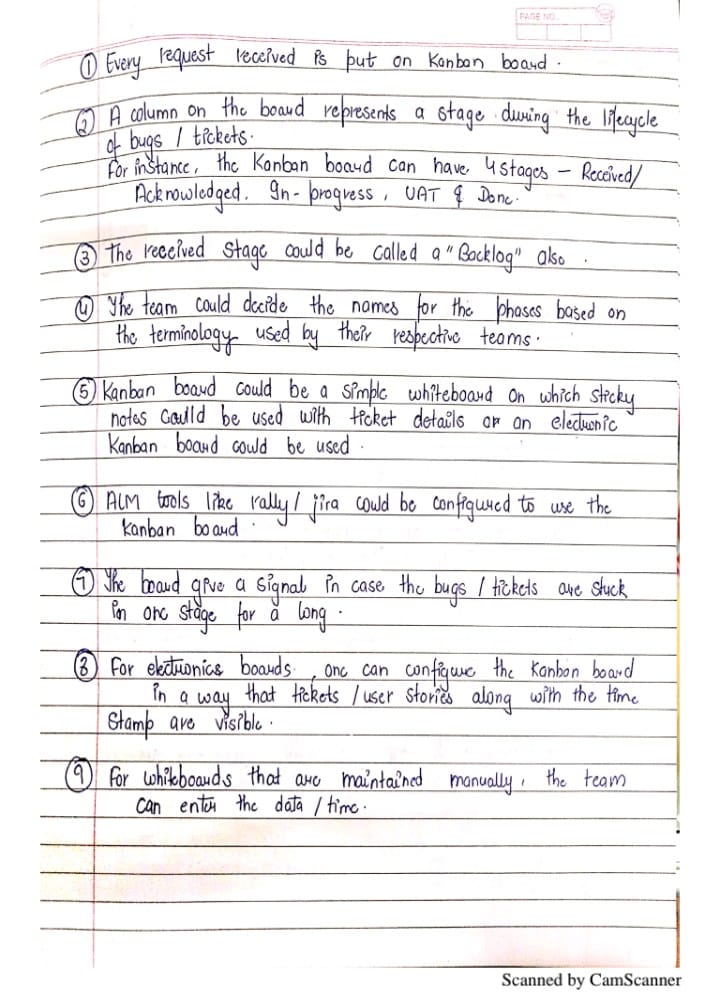 PAGE NO.
① Every request received is put on Kanban board.
② A column on the board represents a stage during the lifecycle
of bugs / tickets.
For instance, the Kanban board can have 4 stages – Received/
Acknowledged. In-progress, UAT & Done.
③ The received stage could be called a "Backlog" also.
④ The team could decide the names for the phases based on
the terminology used by their respective teams.
⑤ Kanban board could be a simple whiteboard on which sticky
notes could be used with ticket details or an electronic
Kanban board could be used.
⑥ ALM tools like rally / jira could be configured to use the
Kanban board.
⑦ The board give a signal in case the bugs / tickets are stuck
in one stage for a long.
⑧ For electronics boards, one can configure the Kanban board
in a way that tickets / user stories along with the time
stamp are visible.
⑨ For whiteboards that are maintained manually, the team
can enter the data / time.
Scanned by CamScanner